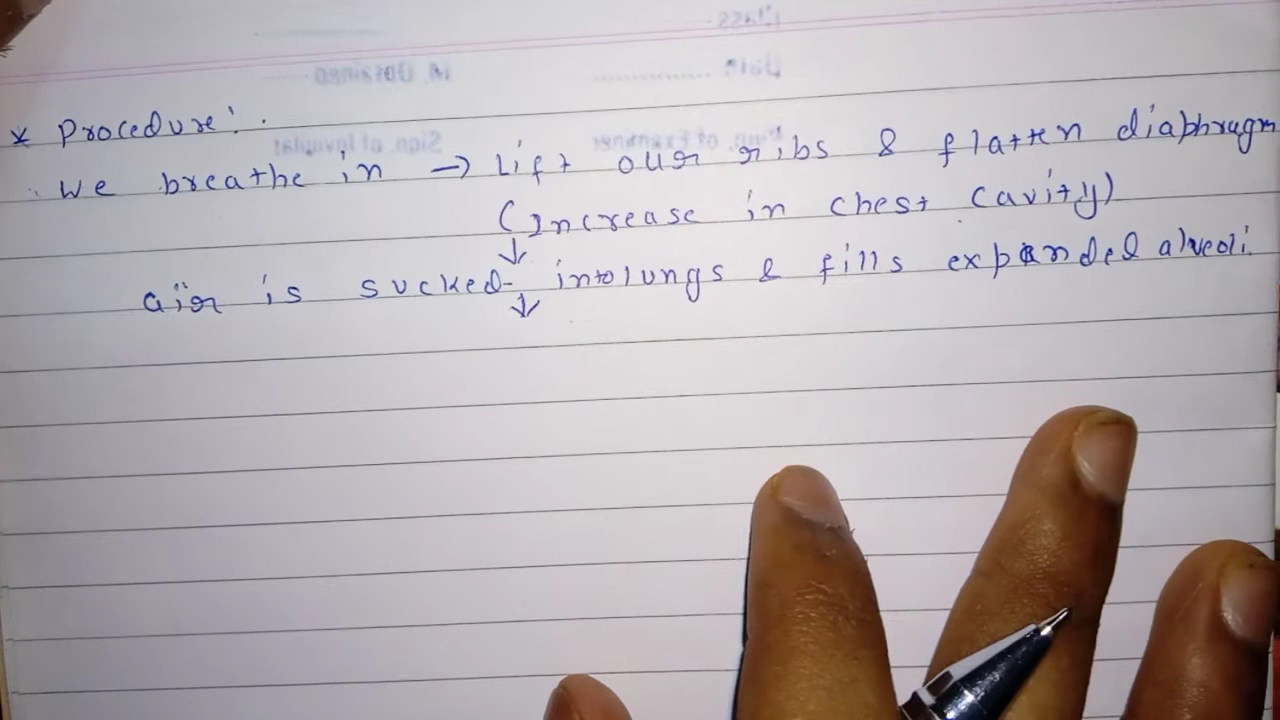 * Procedure:
We breathe in → Lift our ribs & flatten diaphragm
(Increase in chest cavity)
↓
air is sucked into lungs & fills expanded alveoli.
↓